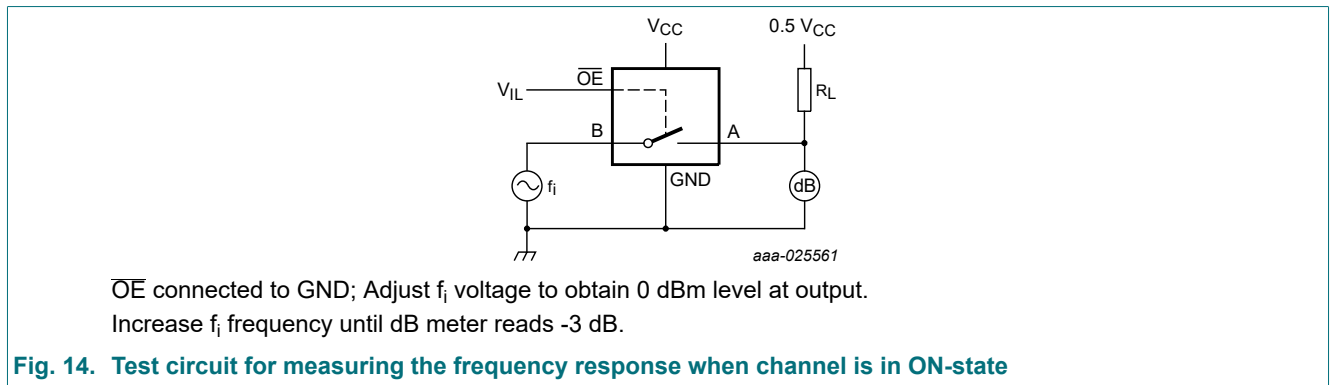 VCC 0.5 VCC
OE
VIL RL
B A
GND
fi dB
aaa-025561
OE connected to GND; Adjust fi voltage to obtain 0 dBm level at output.
Increase fi frequency until dB meter reads -3 dB.
Fig. 14. Test circuit for measuring the frequency response when channel is in ON-state